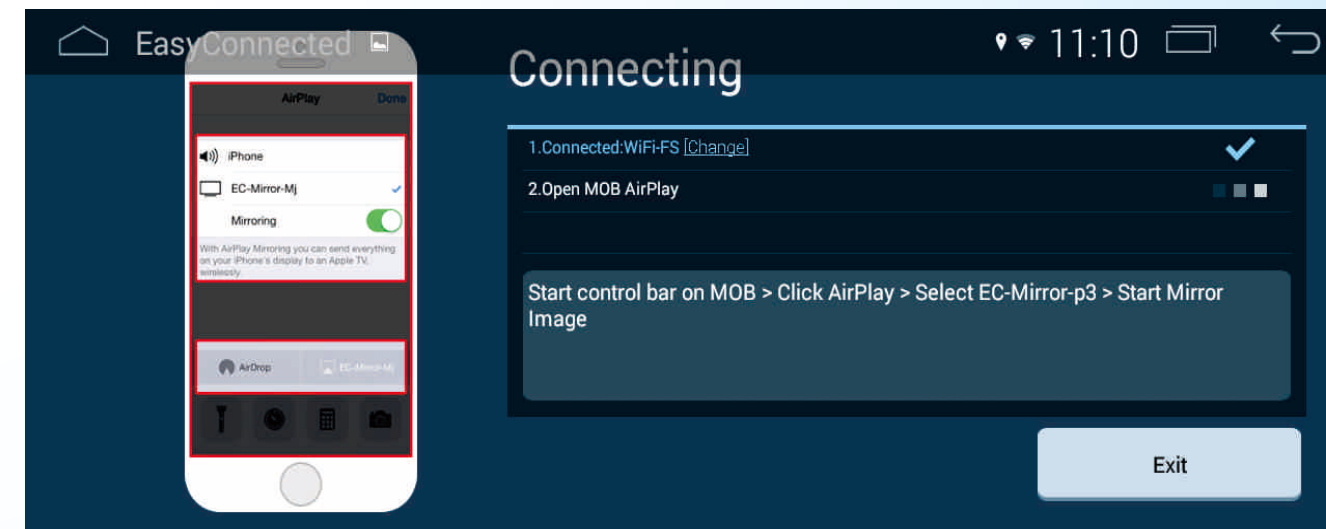 EasyConnected
11:10
AirPlay
Done
iPhone
EC-Mirror-Mj
Mirroring
With AirPlay Mirroring you can send everything
on your iPhone's display to an Apple TV,
wirelessly.
AirDrop
EC-Mirror-Mj
Connecting
1.Connected:WiFi-FS [Change]
2.Open MOB AirPlay
Start control bar on MOB > Click AirPlay > Select EC-Mirror-p3 > Start Mirror
Image
Exit